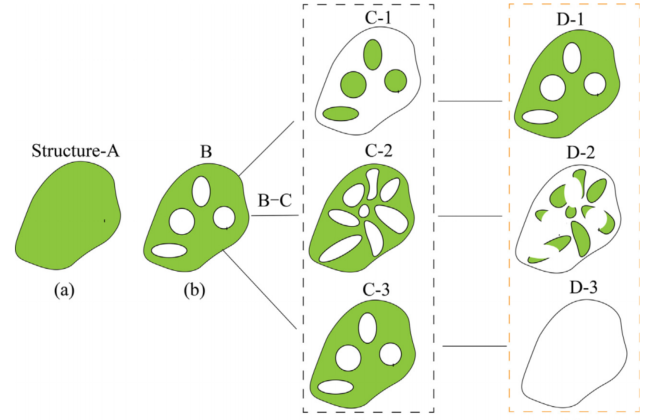 C-1
D-1
Structure-A
B
C-2
D-2
B−C
(a)
(b)
C-3
D-3